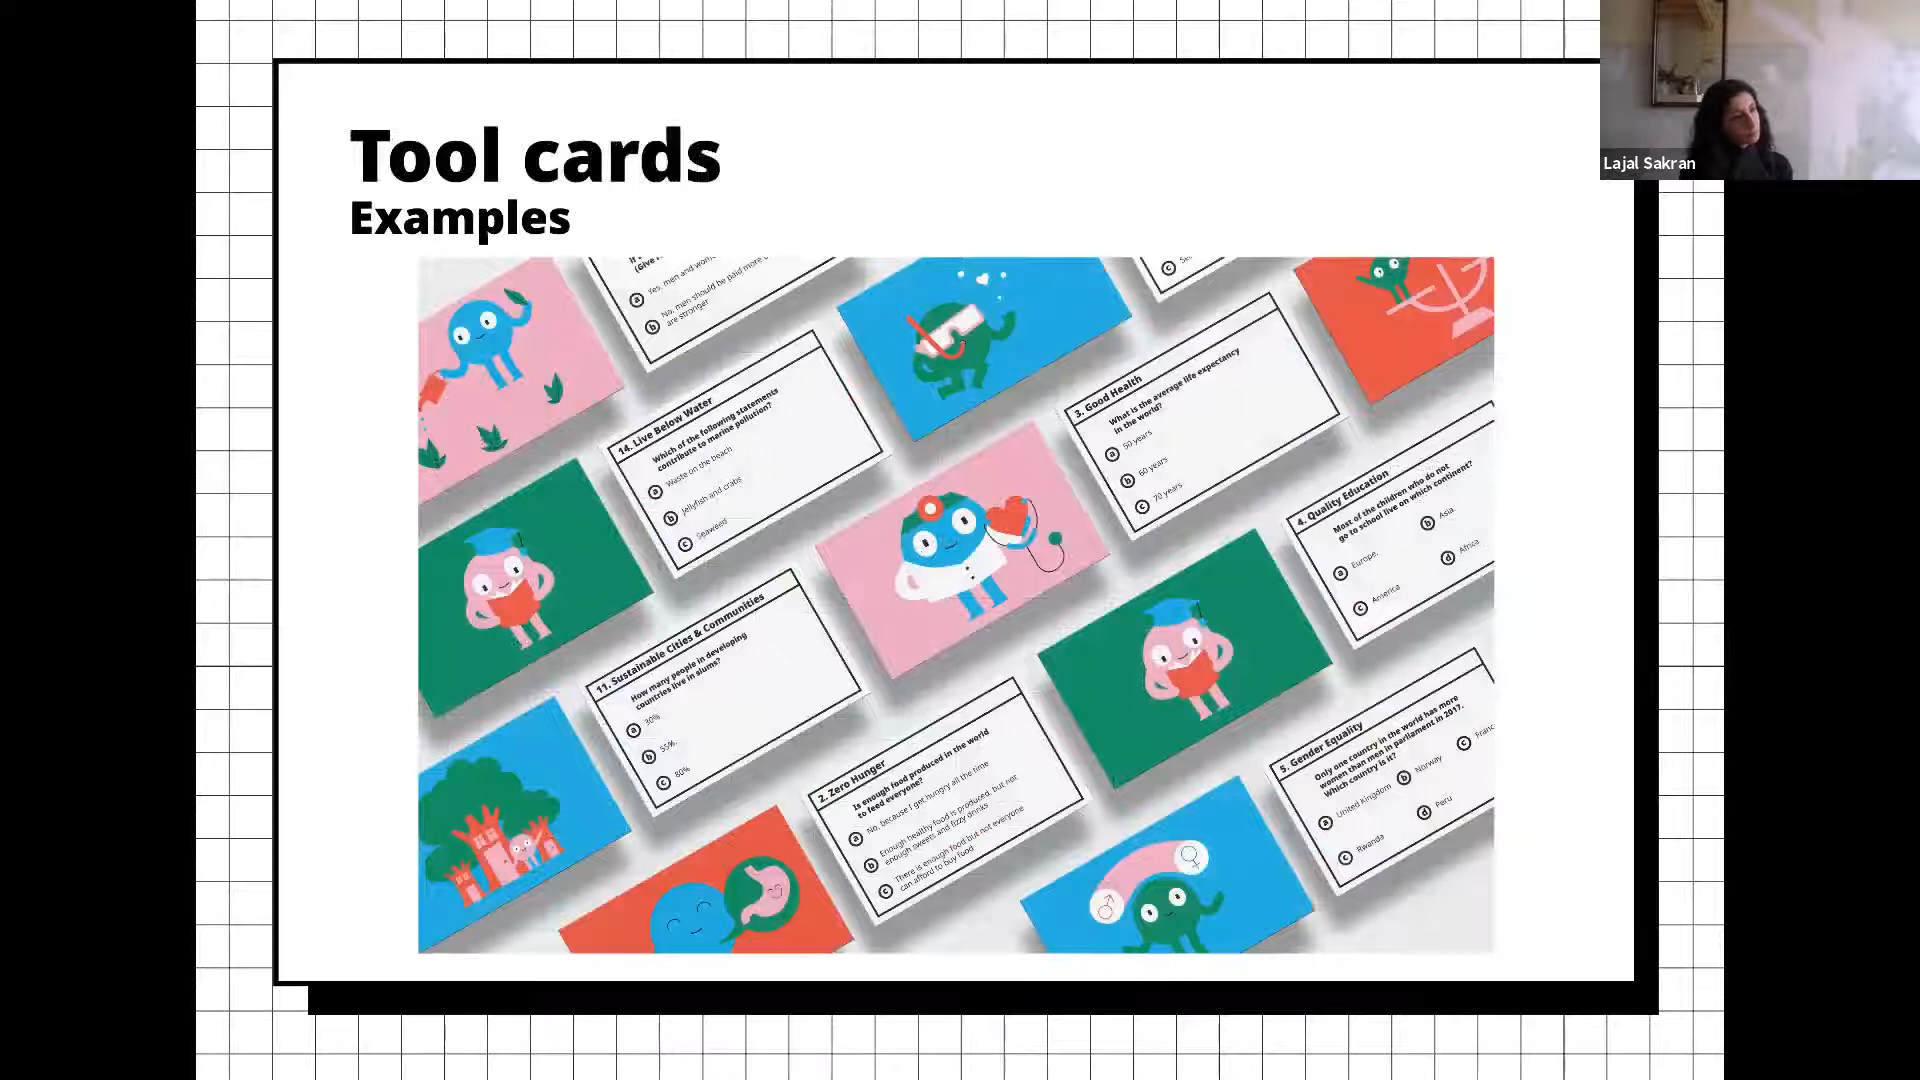 Tool cards
Examples
Lajal Sakran
(Give
a Yes, men and
b No, men should be paid more
are stronger
c
14. Live Below Water
Which of the following statements
contribute to marine pollution?
a Waste on the beach
b Jellyfish and crabs
c Seaweed
3. Good Health
What is the average life expectancy
in the world?
a 50 years
b 60 years
c 70 years
4. Quality Education
Most of the children who do not
go to school live on which continent?
a Europe
b Asia
c America
d Africa
11. Sustainable Cities & Communities
How many people in developing
countries live in slums?
a 30%
b 55%
c 80%
2. Zero Hunger
Is enough food produced in the world
to feed everyone?
a No, because I get hungry all the time
b Enough healthy food is produced, but not
enough sweets and fizzy drinks
c There is enough food but not everyone
can afford to buy food
5. Gender Equality
Only one country in the world has more
women than men in parliament in 2017.
Which country is it?
a United Kingdom
b Norway
c Franc
c Rwanda
d Peru